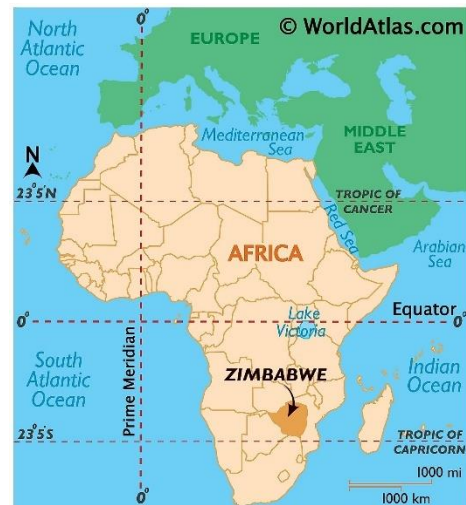 © WorldAtlas.com
North
Atlantic
Ocean
EUROPE
Mediterranean
Sea
MIDDLE
EAST
N
23°.5'N
TROPIC OF
CANCER
Red Sea
AFRICA
Arabian
Sea
Lake
Victoria
Equator
0°
0°
Prime Meridian
South
Atlantic
Ocean
ZIMBABWE
Indian
Ocean
23°.5'S
TROPIC OF
CAPRICORN
1000 mi
1000 km
0°